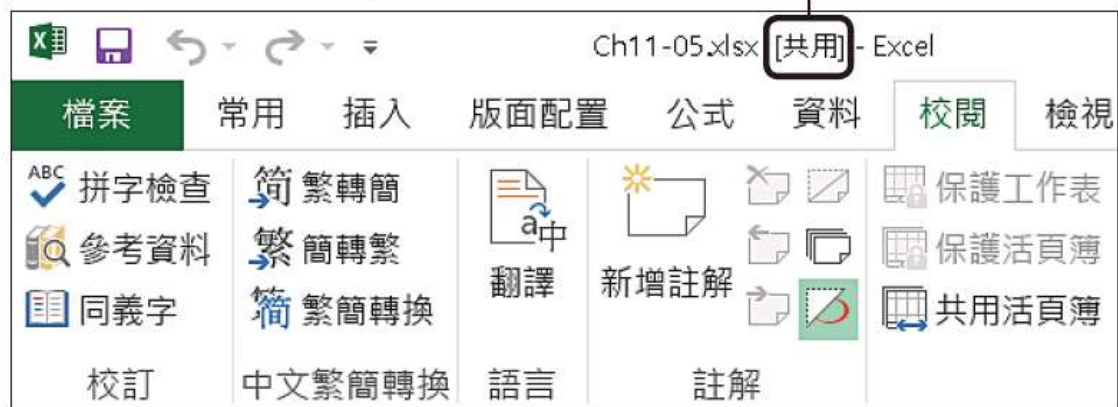 Ch11-05.xlsx [共用] - Excel
檔案 常用 插入 版面配置 公式 資料 校閱 檢視
ABC 拼字檢查 简 繁轉簡 a中 保護工作表
參考資料 繁 簡轉繁 翻譯 新增註解 保護活頁簿
同義字 簡 繁簡轉換 共用活頁簿
校訂 中文繁簡轉換 語言 註解